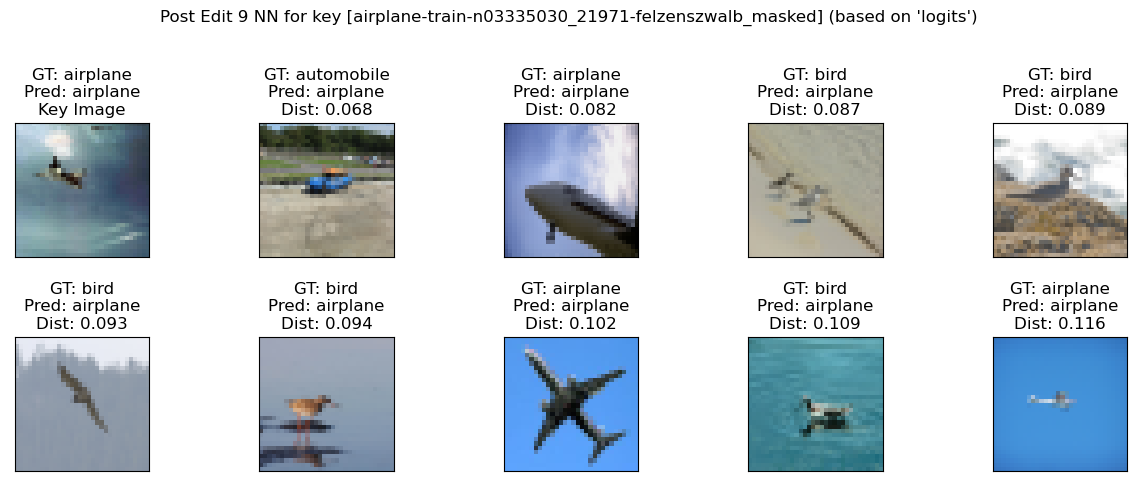 Post Edit 9 NN for key [airplane-train-n03335030_21971-felzenszwalb_masked] (based on 'logits')
GT: airplane
Pred: airplane
Key Image
GT: automobile
Pred: airplane
Dist: 0.068
GT: airplane
Pred: airplane
Dist: 0.082
GT: bird
Pred: airplane
Dist: 0.087
GT: bird
Pred: airplane
Dist: 0.089
GT: bird
Pred: airplane
Dist: 0.093
GT: bird
Pred: airplane
Dist: 0.094
GT: airplane
Pred: airplane
Dist: 0.102
GT: bird
Pred: airplane
Dist: 0.109
GT: airplane
Pred: airplane
Dist: 0.116